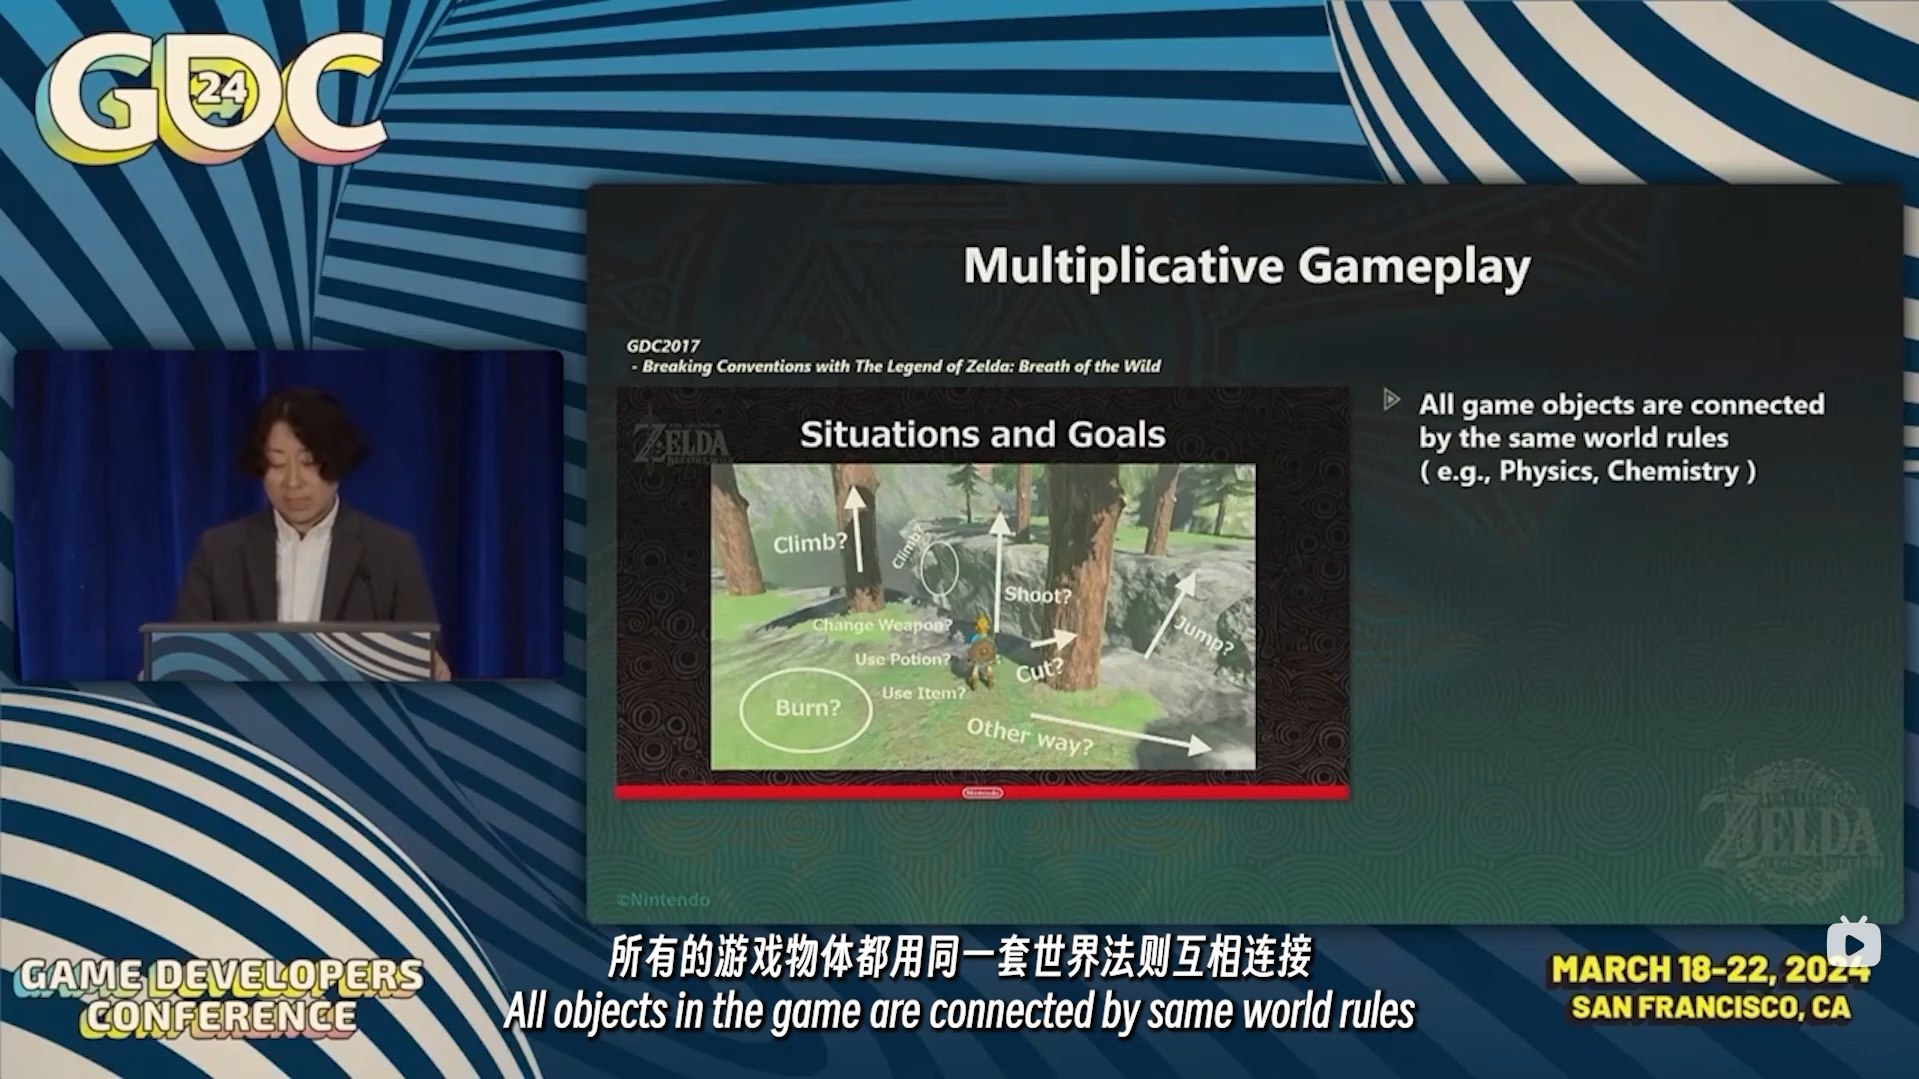 GDC
24
Multiplicative Gameplay
GDC2017
- Breaking Conventions with The Legend of Zelda: Breath of the Wild
ZELDA
Situations and Goals
Climb?
Climb?
Shoot?
Change Weapon?
Jump?
Use Potion?
Cut?
Use Item?
Burn?
Other way?
Nintendo
All game objects are connected
by the same world rules
( e.g., Physics, Chemistry )
ZELDA
©Nintendo
所有的游戏物体都用同一套世界法则互相连接
All objects in the game are connected by same world rules
GAME DEVELOPERS
CONFERENCE
MARCH 18-22, 2024
SAN FRANCISCO, CA